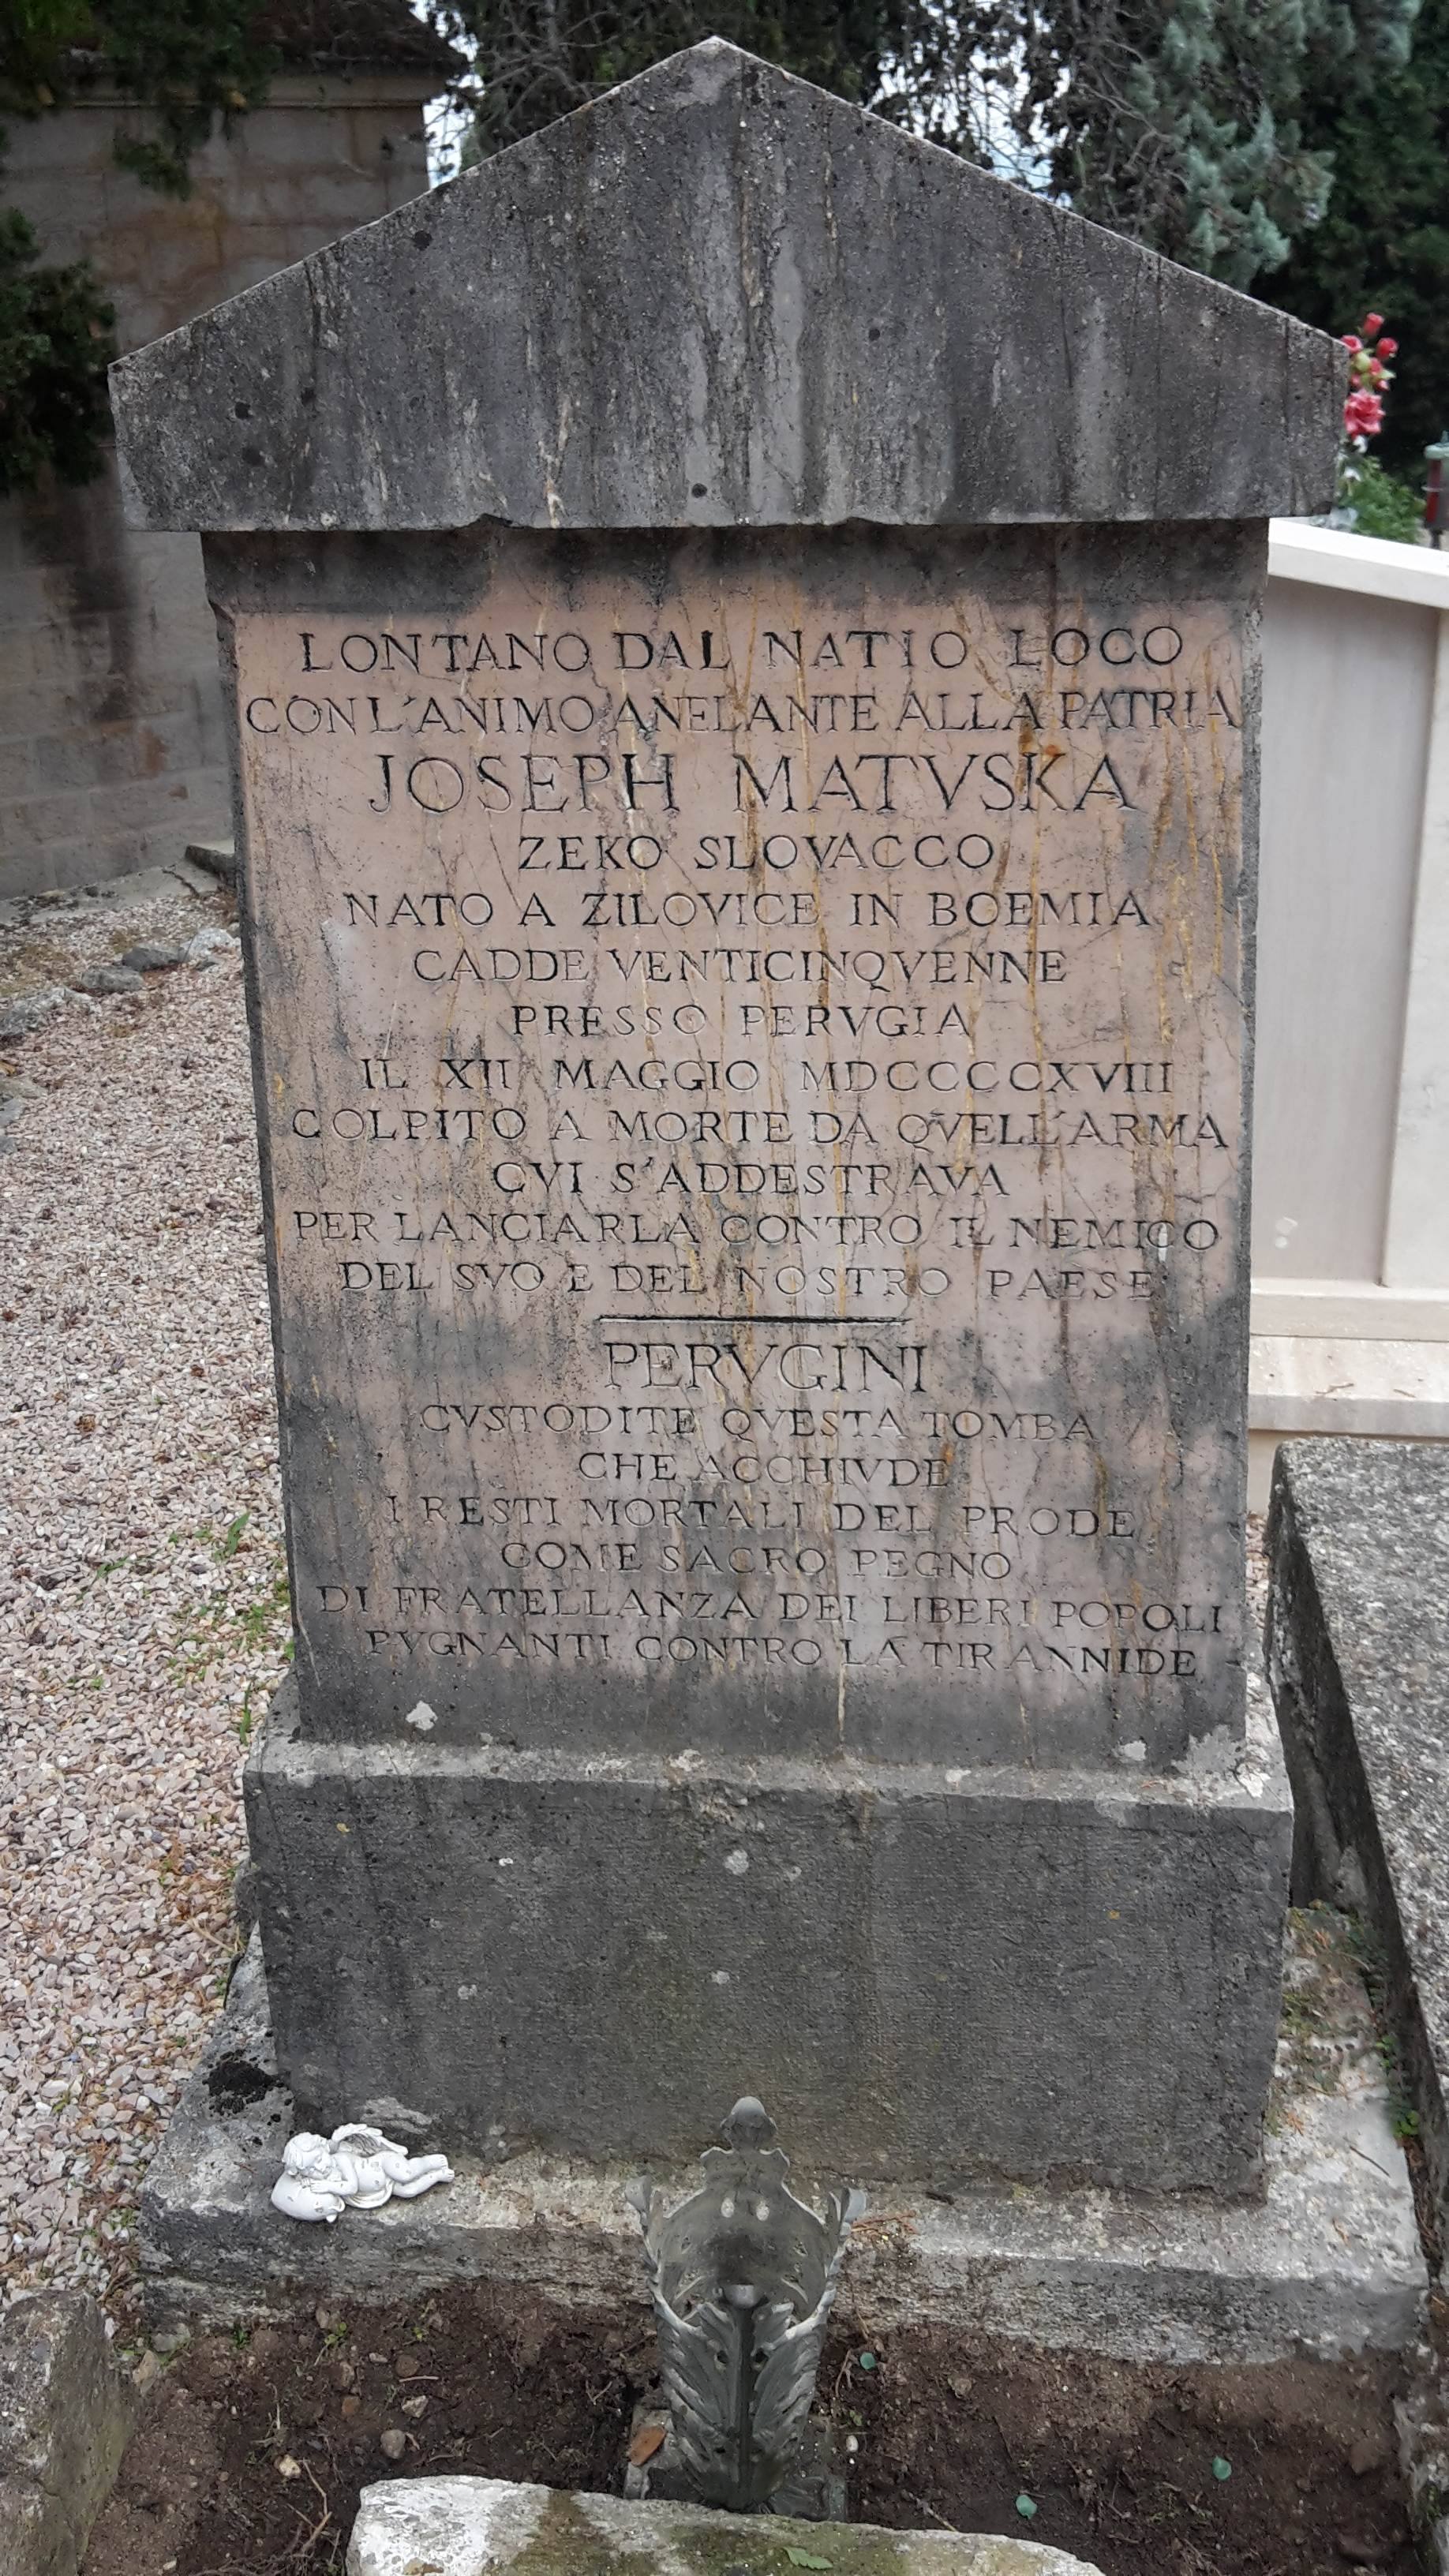 LONTANO DAL NATIO LOCO
CON L'ANIMO ANELANTE ALLA PATRIA
JOSEPH MATVSKA
ZEKO SLOVACCO
NATO A ZILOVICE IN BOEMIA
CADDE VENTICINQVENNE
PRESSO PERVGIA
IL XII MAGGIO MDCCCCXVIII
COLPITO A MORTE DA QVELL'ARMA
CVI S'ADDESTRAVA
PER LANCIARLA CONTRO IL NEMICO
DEL SVO E DEL NOSTRO PAESE
PERVGINI
CVSTODITE QVESTA TOMBA
CHE ACCHIVDE
I RESTI MORTALI DEL PRODE
COME SACRO PEGNO
DI FRATELLANZA DEI LIBERI POPOLI
PVGNANTI CONTRO LA TIRANNIDE